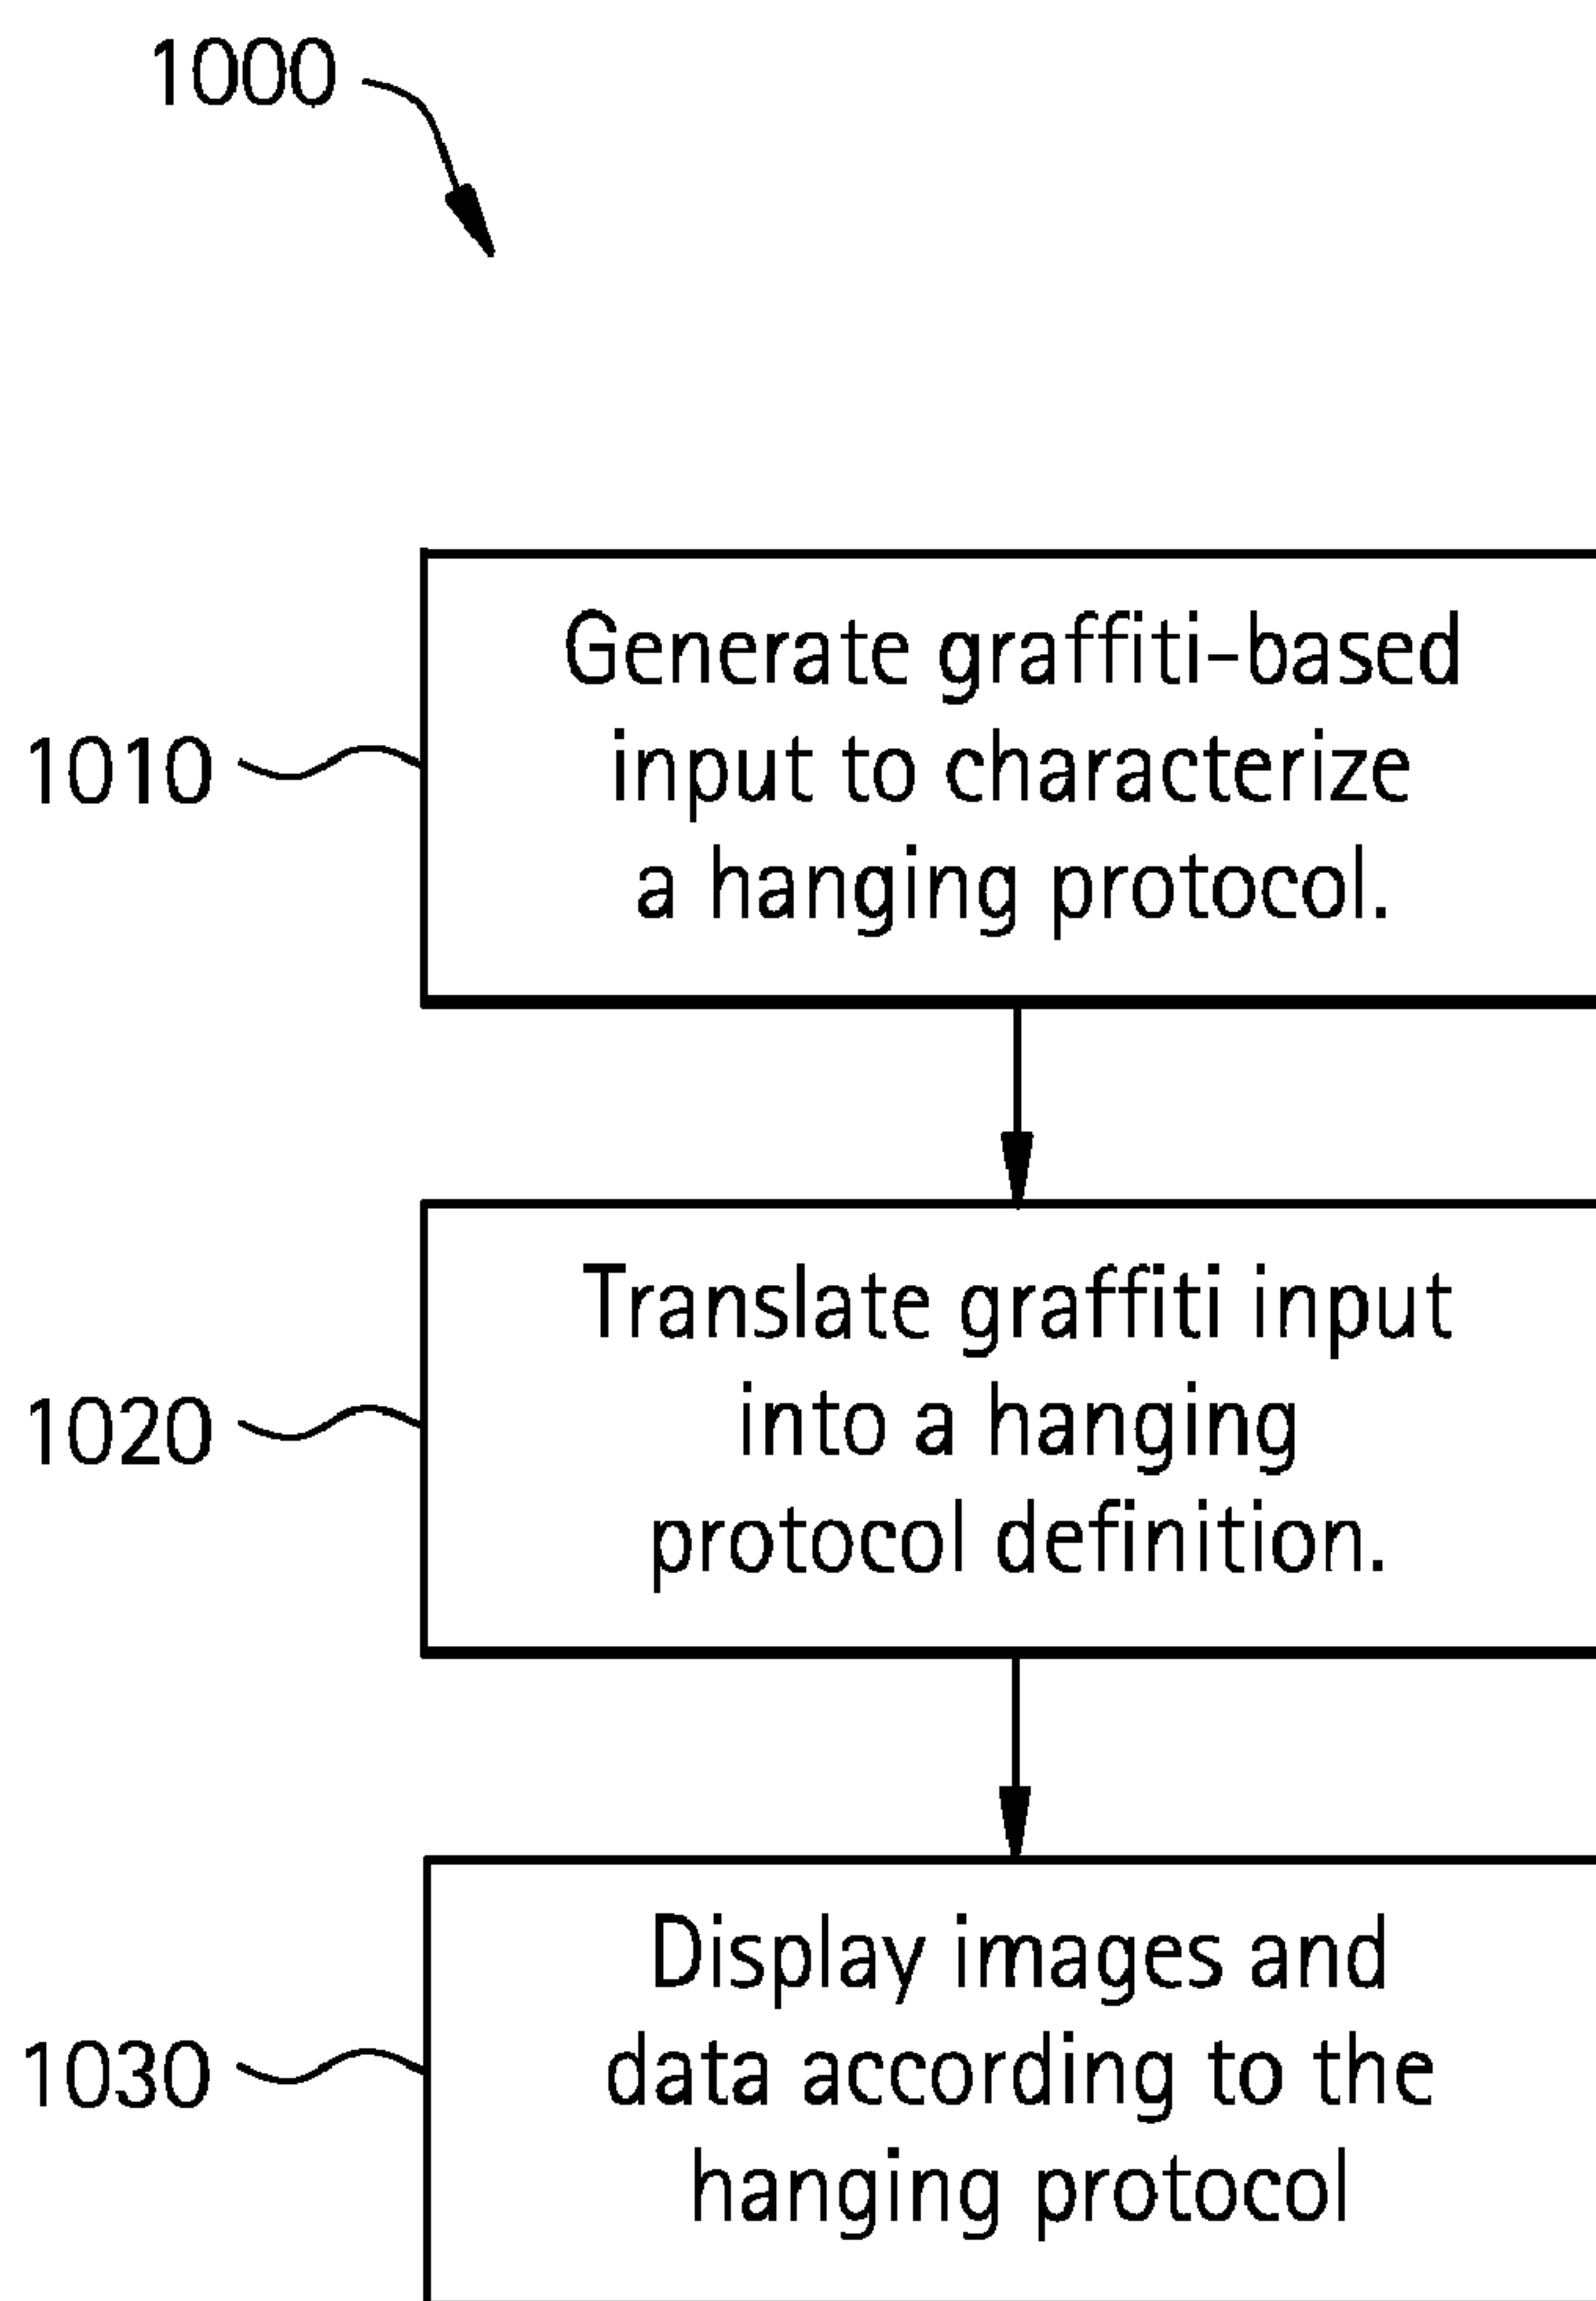 1000
Generate graffiti-based
input to characterize
a hanging protocol.
1010
Translate graffiti input
into a hanging
protocol definition.
1020
Display images and
data according to the
hanging protocol
1030